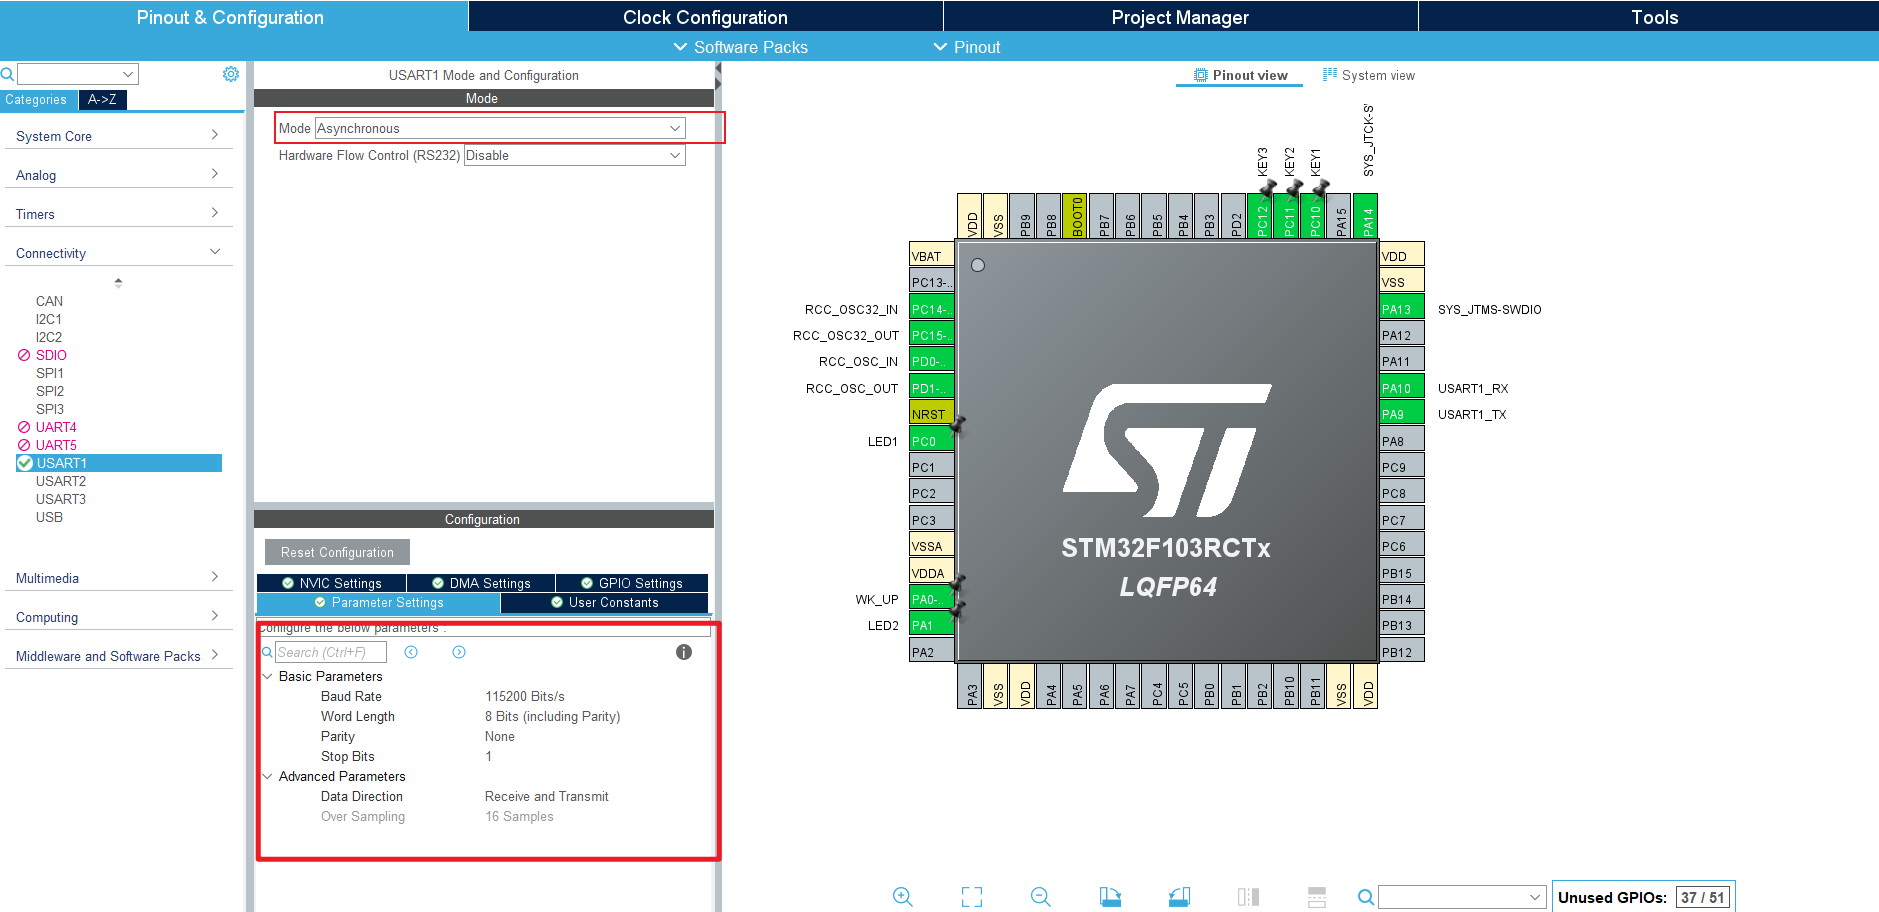 Pinout & Configuration
Clock Configuration
Project Manager
Tools
Software Packs
Pinout
Categories
A->Z
System Core
Analog
Timers
Connectivity
CAN
I2C1
I2C2
SDIO
SPI1
SPI2
SPI3
UART4
UART5
USART1
USART2
USART3
USB
Multimedia
Computing
Middleware and Software Packs
USART1 Mode and Configuration
Mode
Mode Asynchronous
Hardware Flow Control (RS232) Disable
Configuration
Reset Configuration
NVIC Settings
DMA Settings
GPIO Settings
Parameter Settings
User Constants
Configure the below parameters :
Search (Ctrl+F)
Basic Parameters
Baud Rate 115200 Bits/s
Word Length 8 Bits (including Parity)
Parity None
Stop Bits 1
Advanced Parameters
Data Direction Receive and Transmit
Over Sampling 16 Samples
Pinout view
System view
KEY3
KEY2
KEY1
SYS_JTCK-S'
VDD
VSS
PB9
PB8
BOOT0
PB7
PB6
PB5
PB4
PB3
PD2
PC12
PC11
PC10
PA15
PA14
VBAT
PC13-..
RCC_OSC32_IN PC14-..
RCC_OSC32_OUT PC15-..
RCC_OSC_IN PD0-..
RCC_OSC_OUT PD1-..
NRST
LED1 PC0
PC1
PC2
PC3
VSSA
VDDA
WK_UP PA0-..
LED2 PA1
PA2
STM32F103RCTx
LQFP64
VDD
VSS
PA13 SYS_JTMS-SWDIO
PA12
PA11
PA10 USART1_RX
PA9 USART1_TX
PA8
PC9
PC8
PC7
PC6
PB15
PB14
PB13
PB12
PA3
VSS
VDD
PA4
PA5
PA6
PA7
PC4
PC5
PB0
PB1
PB2
PB10
PB11
VSS
VDD
Unused GPIOs: 37 / 51